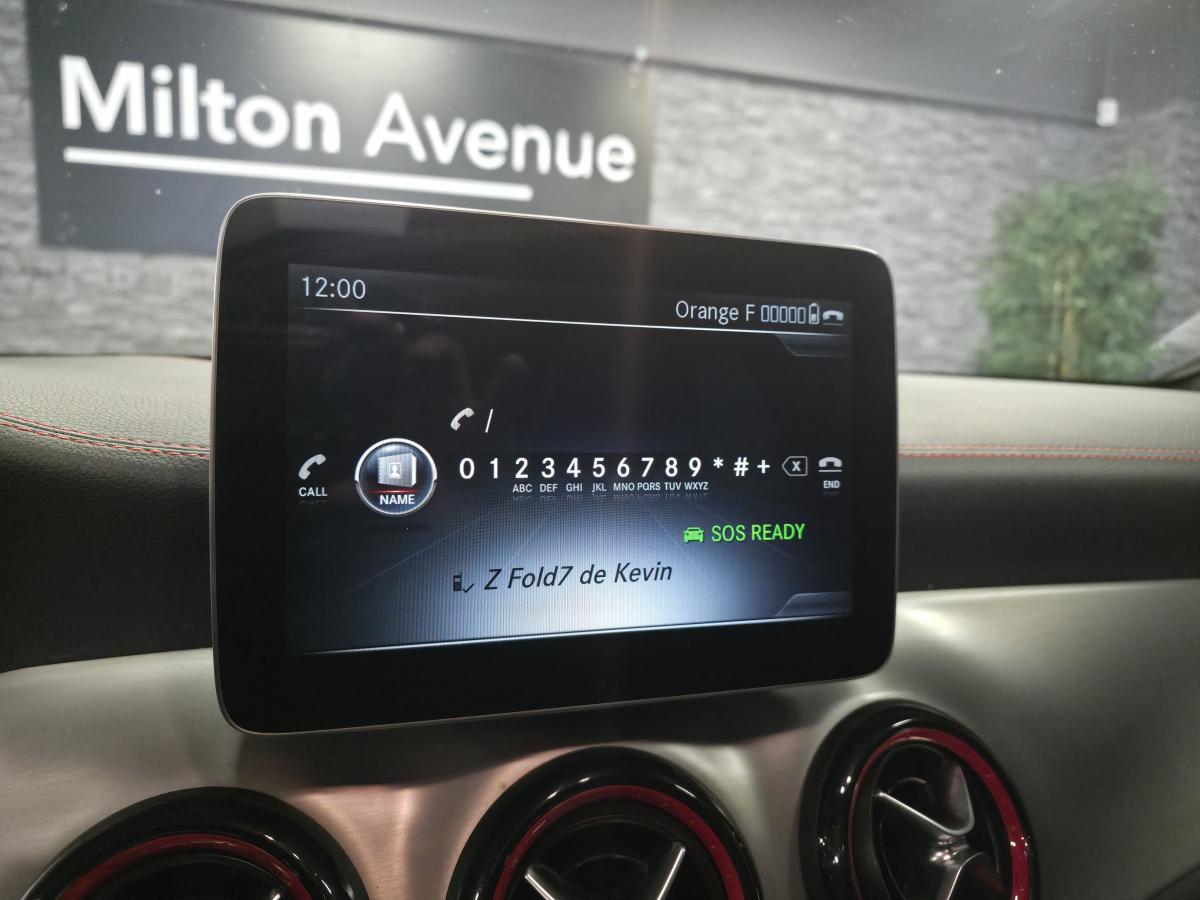 Milton Avenue
12:00
Orange F
/
CALL
NAME
0 1 2 3 4 5 6 7 8 9 * # + X
ABC DEF GHI JKL MNO PQRS TUV WXYZ
END
SOS READY
Z Fold7 de Kevin